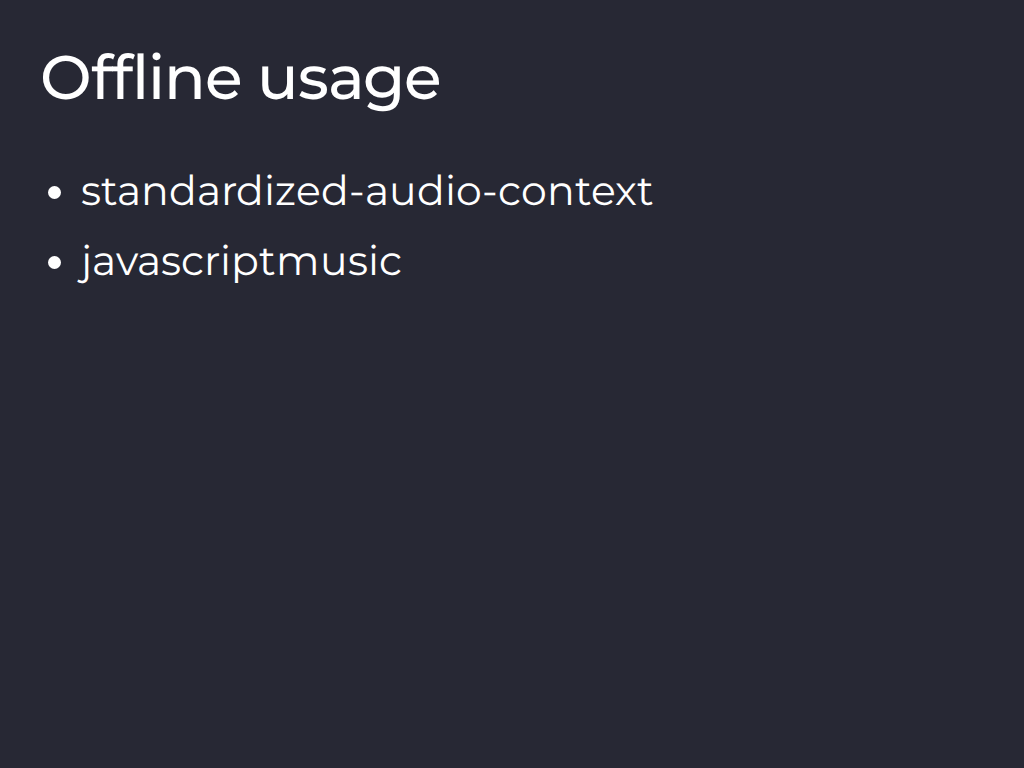 Offline usage
• standardized-audio-context
• javascriptmusic